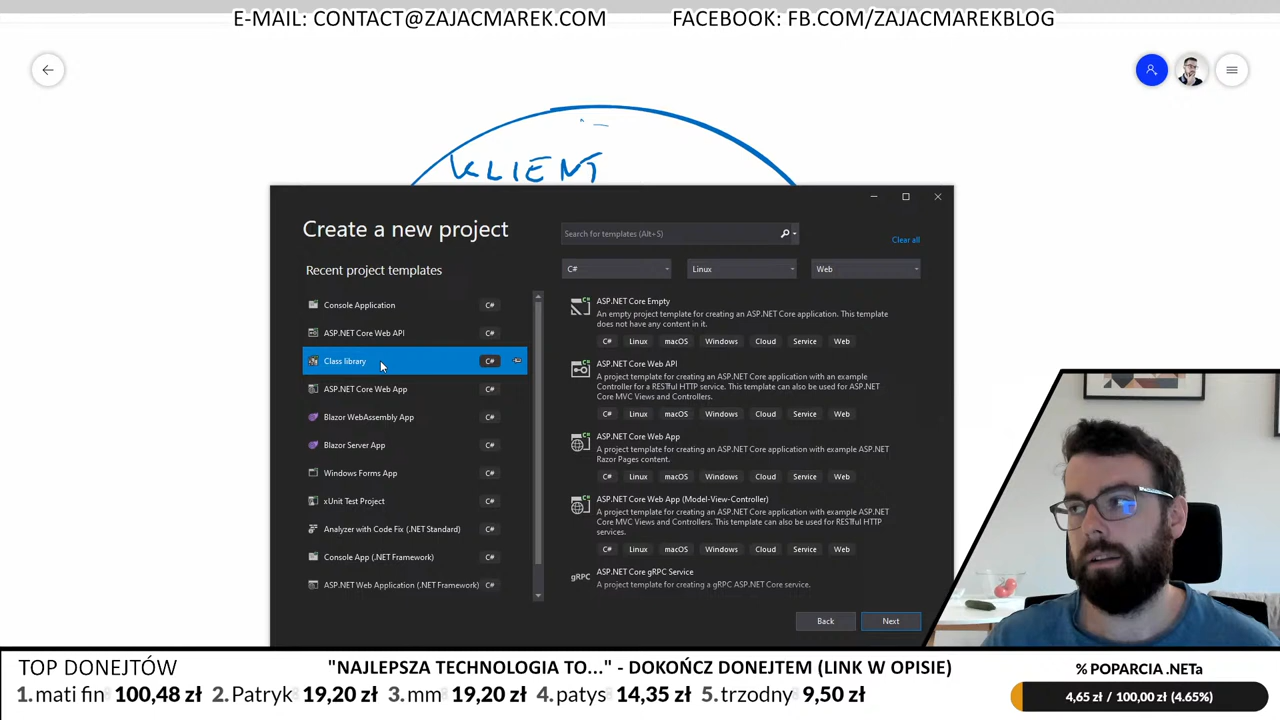 E-MAIL: CONTACT@ZAJACMAREK.COM
FACEBOOK: FB.COM/ZAJACMAREKBLOG
KLIENT
Create a new project
Recent project templates
Console Application C#
ASP.NET Core Web API C#
Class library C#
ASP.NET Core Web App C#
Blazor WebAssembly App C#
Blazor Server App C#
Windows Forms App C#
xUnit Test Project C#
Analyzer with Code Fix (.NET Standard) C#
Console App (.NET Framework) C#
ASP.NET Web Application (.NET Framework) C#
Search for templates (Alt+S)
Clear all
C# Linux Web
ASP.NET Core Empty
An empty project template for creating an ASP.NET Core application. This template
does not have any content in it.
C# Linux macOS Windows Cloud Service Web
ASP.NET Core Web API
A project template for creating an ASP.NET Core application with an example
Controller for a RESTful HTTP service. This template can also be used for ASP.NET
Core MVC Views and Controllers.
C# Linux macOS Windows Cloud Service Web
ASP.NET Core Web App
A project template for creating an ASP.NET Core application with example ASP.NET
Razor Pages content.
C# Linux macOS Windows Cloud Service Web
ASP.NET Core Web App (Model-View-Controller)
A project template for creating an ASP.NET Core application with example ASP.NET
Core MVC Views and Controllers. This template can also be used for RESTful HTTP
services.
C# Linux macOS Windows Cloud Service Web
gRPC
ASP.NET Core gRPC Service
A project template for creating a gRPC ASP.NET Core service.
Back Next
TOP DONEJTÓW
"NAJLEPSZA TECHNOLOGIA TO..." - DOKOŃCZ DONEJTEM (LINK W OPISIE)
% POPARCIA .NETa
1. mati fin 100,48 zł 2. Patryk 19,20 zł 3. mm 19,20 zł 4. patys 14,35 zł 5. trzodny 9,50 zł
4,65 zł / 100,00 zł (4.65%)